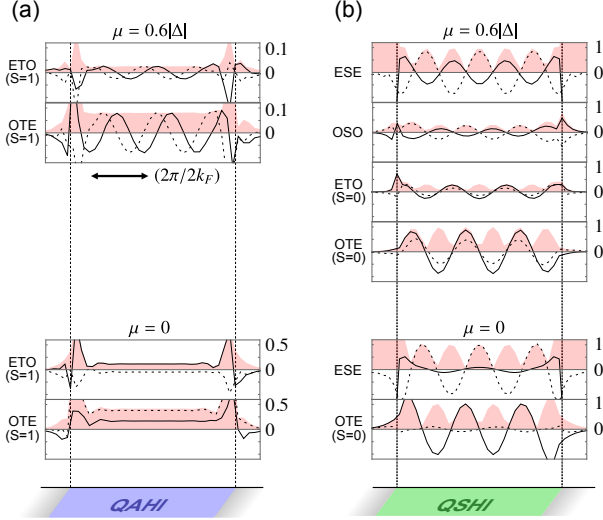 (a)
μ = 0.6|Δ|
ETO
(S=1)
0.1
0
OTE
(S=1)
0.1
0
(2π/2k_F)
μ = 0
ETO
(S=1)
0.5
0
OTE
(S=1)
0.5
0
QAHI
(b)
μ = 0.6|Δ|
ESE
1
0
OSO
1
0
ETO
(S=0)
1
0
OTE
(S=0)
1
0
μ = 0
ESE
1
0
OTE
(S=0)
1
0
QSHI